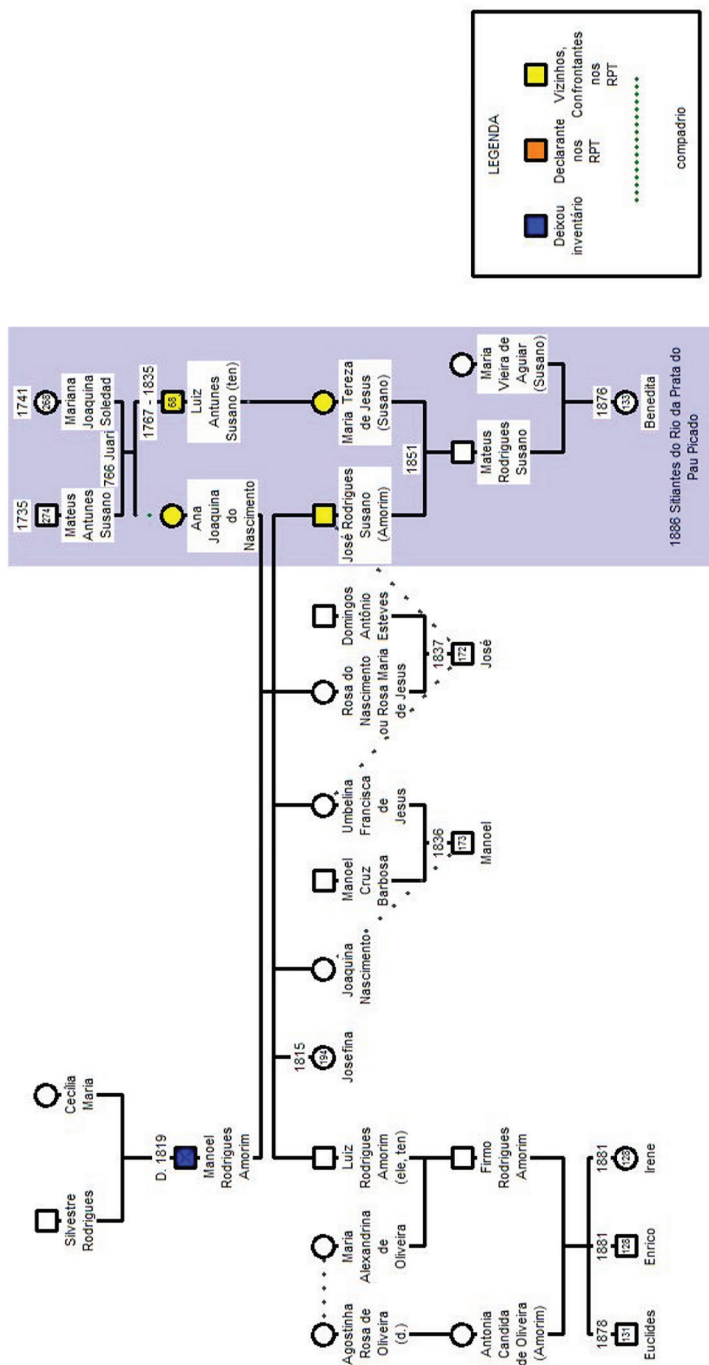 Silvestre
Rodrigues
Cecília
Maria
D. 1819
Manoel
Rodrigues
Amorim
1735
274
Mateus
Antunes
Susano
1741
268
Mariana
Joaquina
Soledad
766 Juari
Ana
Joaquina
do
Nascimento
1767 - 1835
68
Luiz
Antunes
Susano (ten)
Agostinha
Rosa de
Oliveira
(d.)
Maria
Alexandrina
de
Oliveira
Luiz
Rodrigues
Amorim
(ele, ten)
1815
194
Josefina
Joaquina
Nascimento
Manoel
Cruz
Barbosa
Umbelina
Francisca
de
Jesus
Rosa do
Nascimento
ou Rosa Maria
de Jesus
Domingos
Antônio
Esteves
José Rodrigues
Susano
(Amorim)
Maria Tereza
de Jesus
(Susano)
Antonia
Candida
de Oliveira
(Amorim)
Firmo
Rodrigues
Amorim
1836
173
Manoel
1837
172
José
1851
Mateus
Rodrigues
Susano
Maria
Vieira de
Aguiar
(Susano)
1878
131
Euclides
1881
128
Enrico
1881
128
Irene
1876
133
Benedita
1886 Sitiantes do Rio da Prata do
Pau Picado
LEGENDA
Deixou
inventário
Declarante
nos
RPT
Vizinhos,
Confrontantes
nos
RPT
compadrio